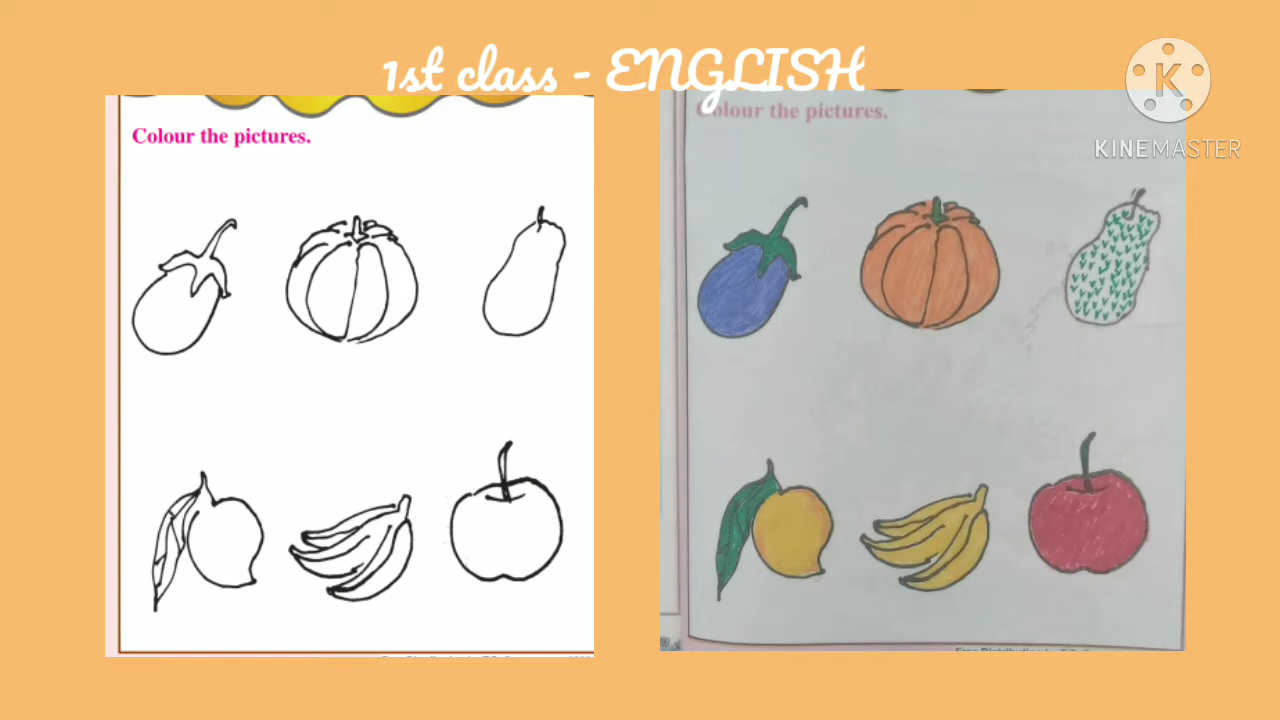 1st class - ENGLISH
Colour the pictures.
Colour the pictures.
KINEMASTER